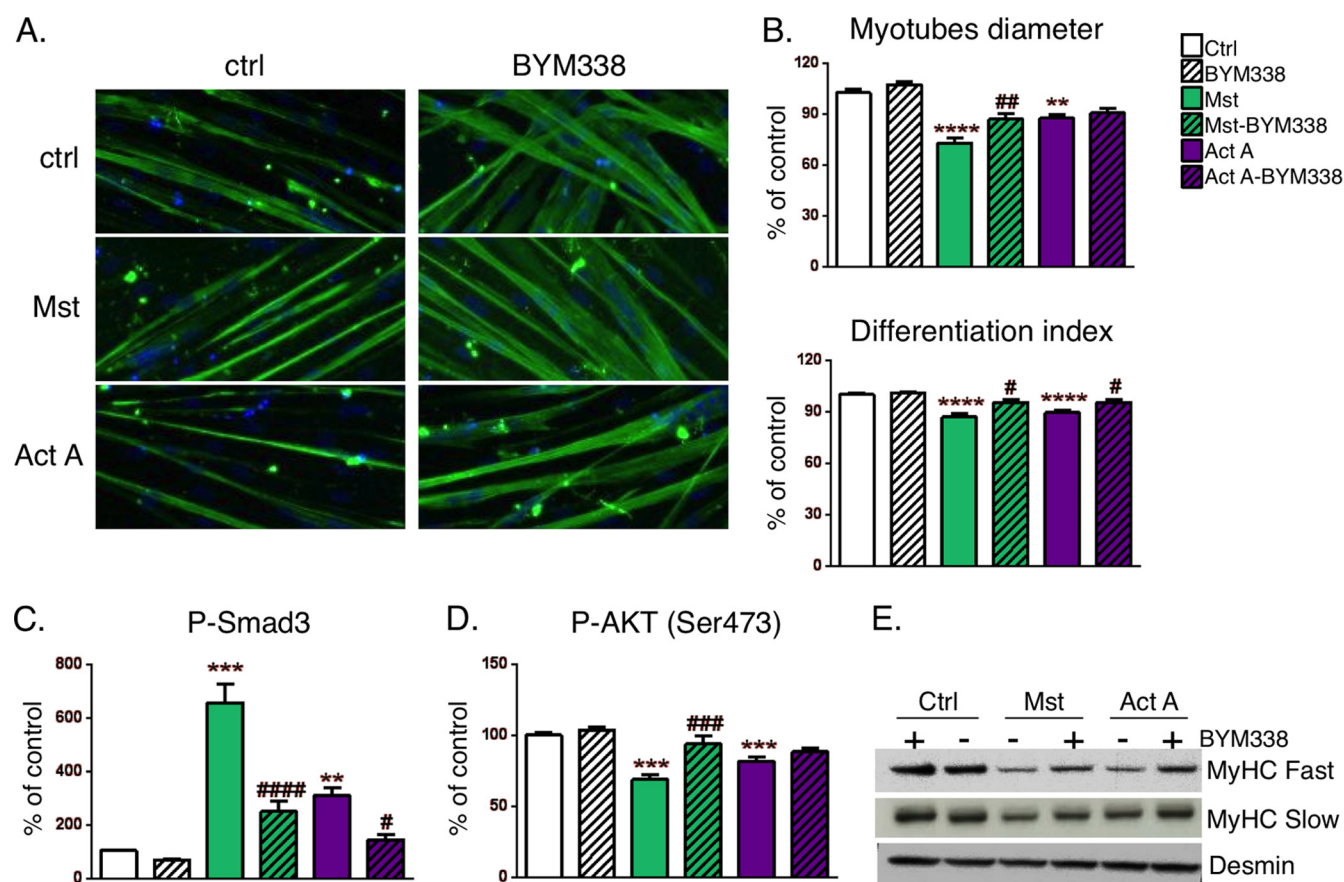 A.
ctrl BYM338
ctrl
Mst
Act A
B.
Myotubes diameter
% of control
120
90
60
30
0
**** ## **
Ctrl
BYM338
Mst
Mst-BYM338
Act A
Act A-BYM338
Differentiation index
% of control
120
90
60
30
0
**** # **** #
C.
P-Smad3
% of control
800
600
400
200
0
*** #### ** #
D.
P-AKT (Ser473)
% of control
150
100
50
0
*** ### ***
E.
Ctrl Mst Act A
+ - - + - + BYM338
MyHC Fast
MyHC Slow
Desmin